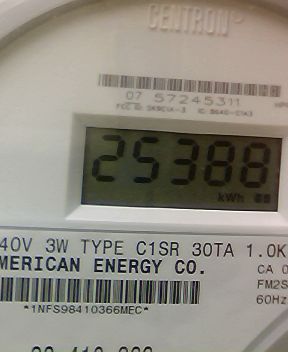 CENTRON®
07 57245311
25388
kWh
40V 3W TYPE C1SR 30TA 1.0K
MERICAN ENERGY CO.
CA 0
FM2S
60Hz
*1NFS98410366MEC*